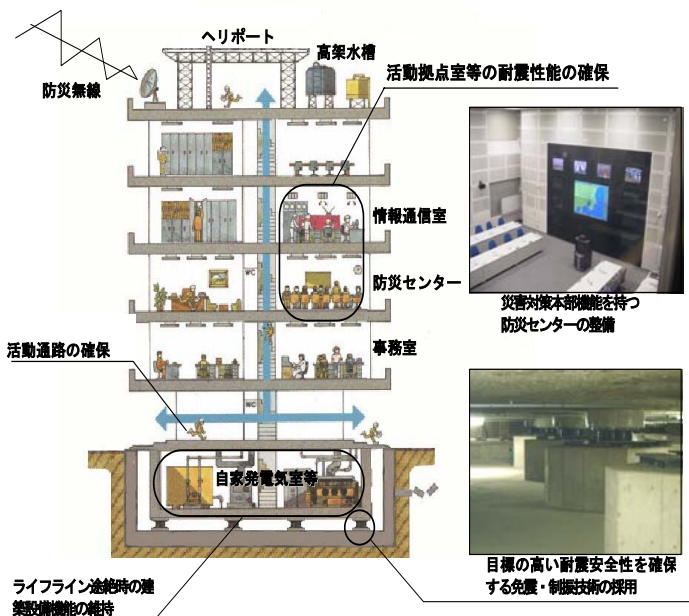 ヘリポート
高架水槽
防災無線
活動拠点室等の耐震性能の確保
情報通信室
WC
防災センター
災害対策本部機能を持つ
防災センターの整備
活動通路の確保
事務室
WC
自家発電気室等
ライフライン途絶時の建
築設備機能の維持
目標の高い耐震安全性を確保
する免震・制振技術の採用